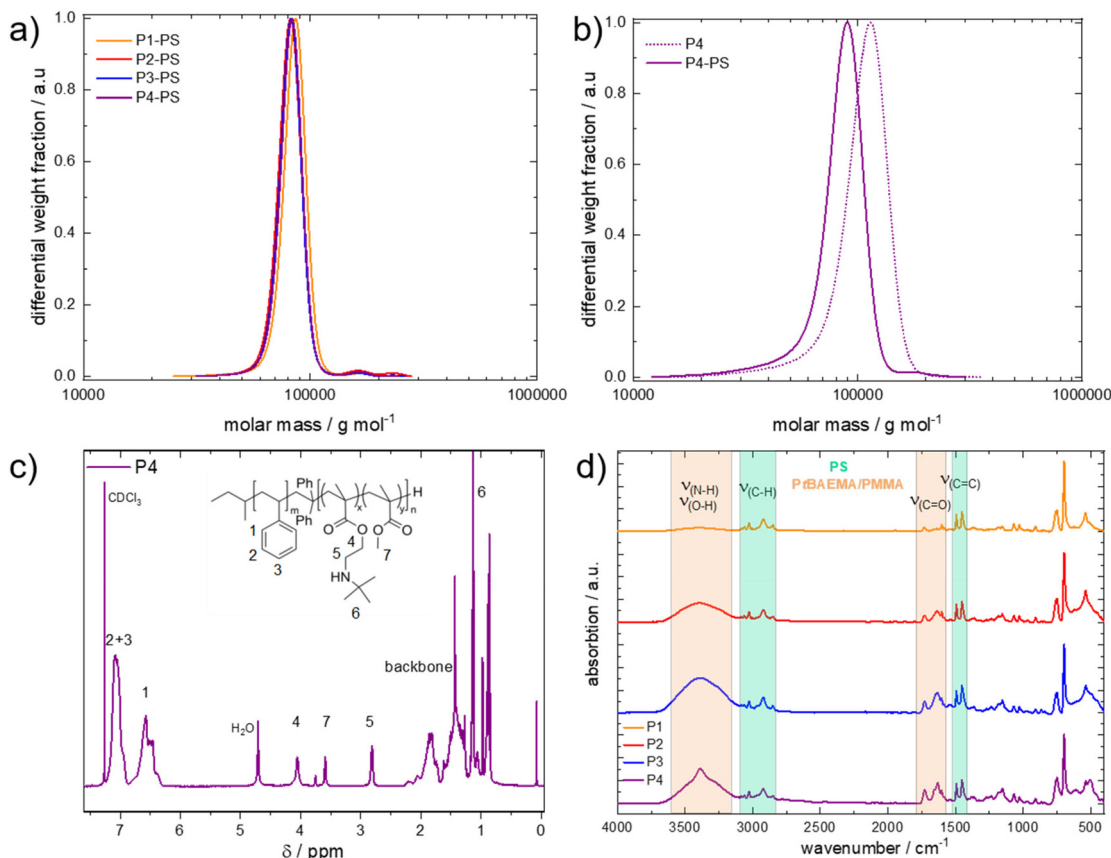 a)
differential weight fraction / a.u
1.0
0.8
0.6
0.4
0.2
0.0
P1-PS
P2-PS
P3-PS
P4-PS
10000
100000
1000000
molar mass / g mol⁻¹
b)
differential weight fraction / a.u
1.0
0.8
0.6
0.4
0.2
0.0
P4
P4-PS
10000
100000
1000000
molar mass / g mol⁻¹
c)
P4
CDCl₃
2+3
1
H₂O
4
7
5
backbone
6
Ph
Ph
m
x
y
n
H
O
O
O
O
HN
1
2
3
4
5
6
7
7
6
5
4
3
2
1
0
δ / ppm
d)
absorbtion / a.u.
ν(N-H)
ν(O-H)
ν(C-H)
PS
PtBAEMA/PMMA
ν(C=O)
ν(C=C)
P1
P2
P3
P4
4000
3500
3000
2500
2000
1500
1000
500
wavenumber / cm⁻¹